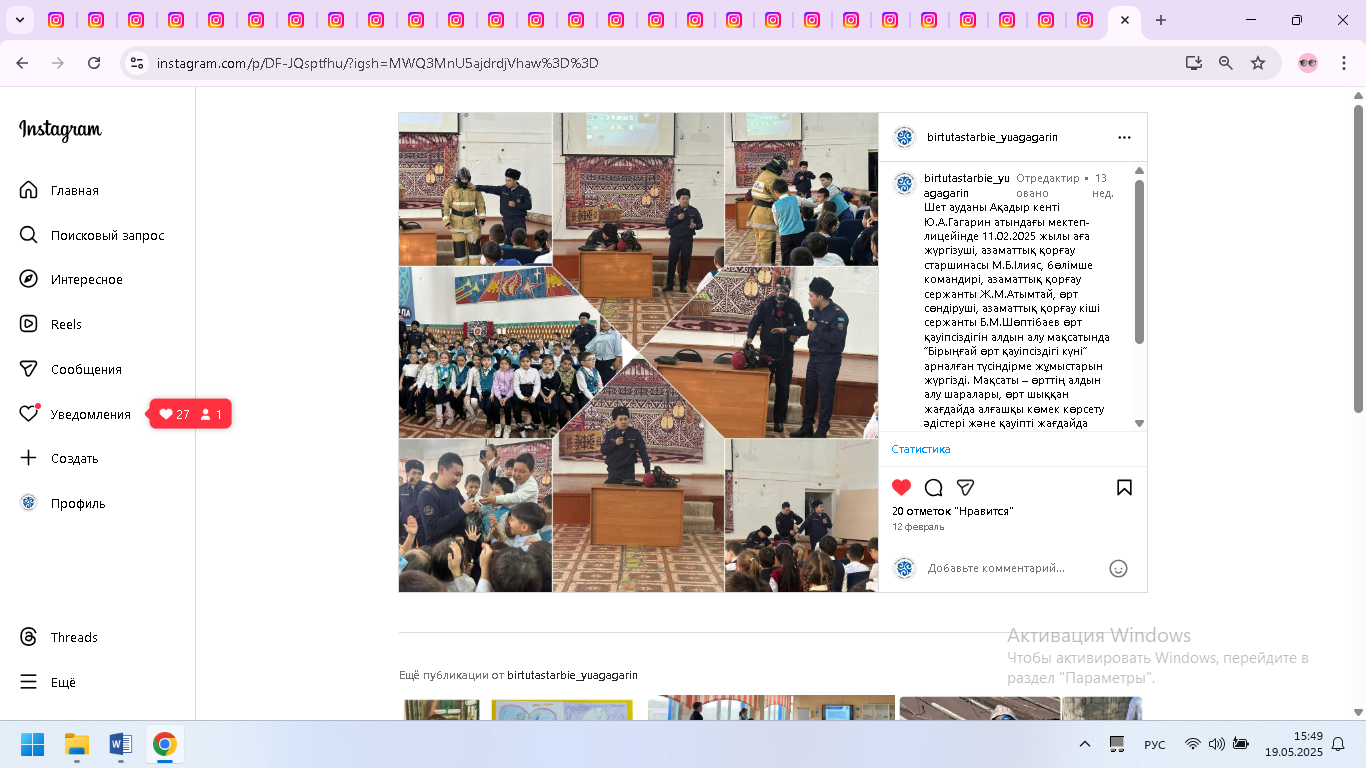 instagram.com/p/DF-JQsptfhu/?igsh=MWQ3MnU5ajdrdjVhaw%3D%3D
Instagram
Главная
Поисковый запрос
Интересное
Reels
Сообщения
Уведомления
27 1
Создать
Профиль
Threads
Ещё
birtutastarbie_yuagagarin
birtutastarbie_yu
agagarin
Отредактир
овано
• 13
нед.
Шет ауданы Ақадыр кенті
Ю.А.Гагарин атындағы мектеп-
лицейінде 11.02.2025 жылы аға
жүргізуші, азаматтық қорғау
старшинасы М.Б.Ілияс, бөлімше
командирі, азаматтық қорғау
сержанты Ж.М.Атымтай, өрт
сөндіруші, азаматтық қорғау кіші
сержанты Б.М.Шөптібаев өрт
қауіпсіздігін алдын алу мақсатында
“Бірыңғай өрт қауіпсіздігі күні”
арналған түсіндірме жұмыстарын
жүргізді. Мақсаты – өрттің алдын
алу шаралары, өрт шыққан
жағдайда алғашқы көмек көрсету
әдістері және қауіпті жағдайда
Статистика
20 отметок "Нравится"
12 февраль
Добавьте комментарий...
Ещё публикации от birtutastarbie_yuagagarin
Активация Windows
Чтобы активировать Windows, перейдите в
раздел "Параметры".
РУС
15:49
19.05.2025